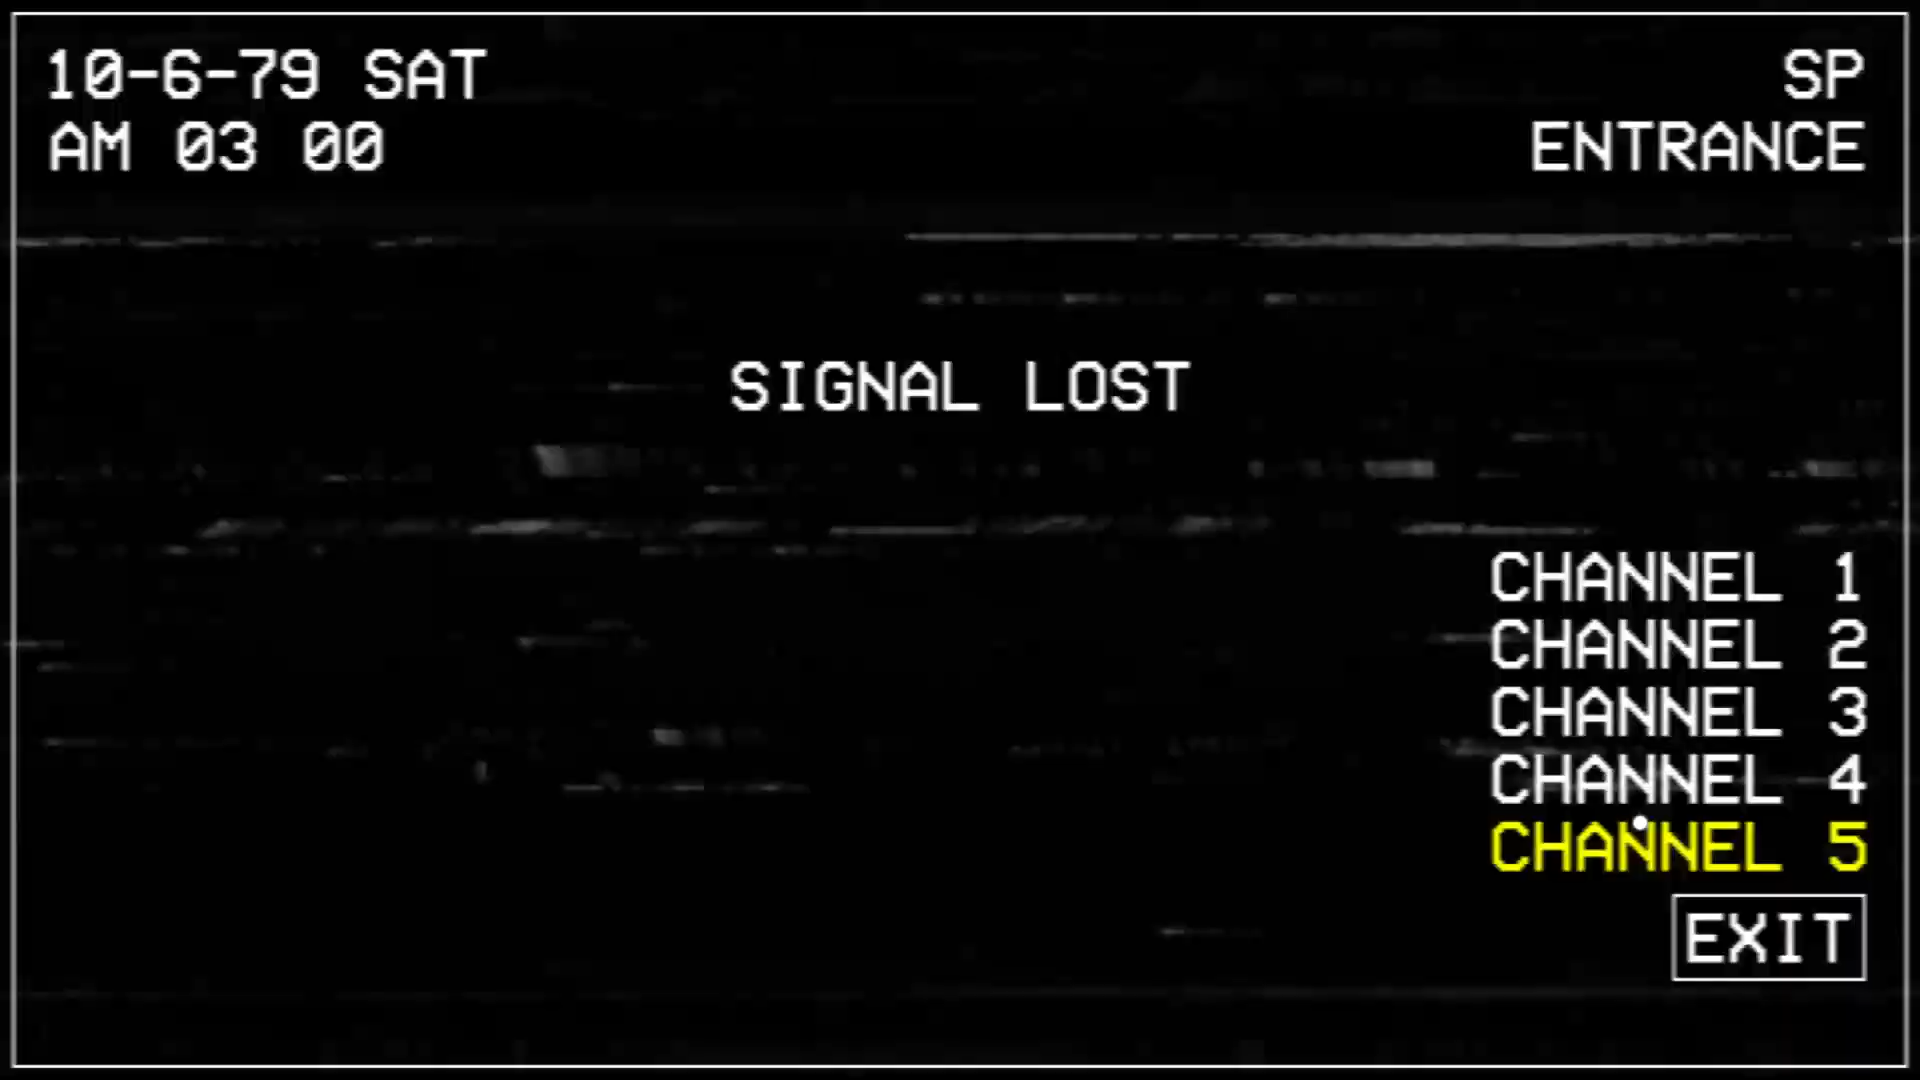 10-6-79 SAT
AM 03 00
SP
ENTRANCE
SIGNAL LOST
CHANNEL 1
CHANNEL 2
CHANNEL 3
CHANNEL 4
CHANNEL 5
EXIT